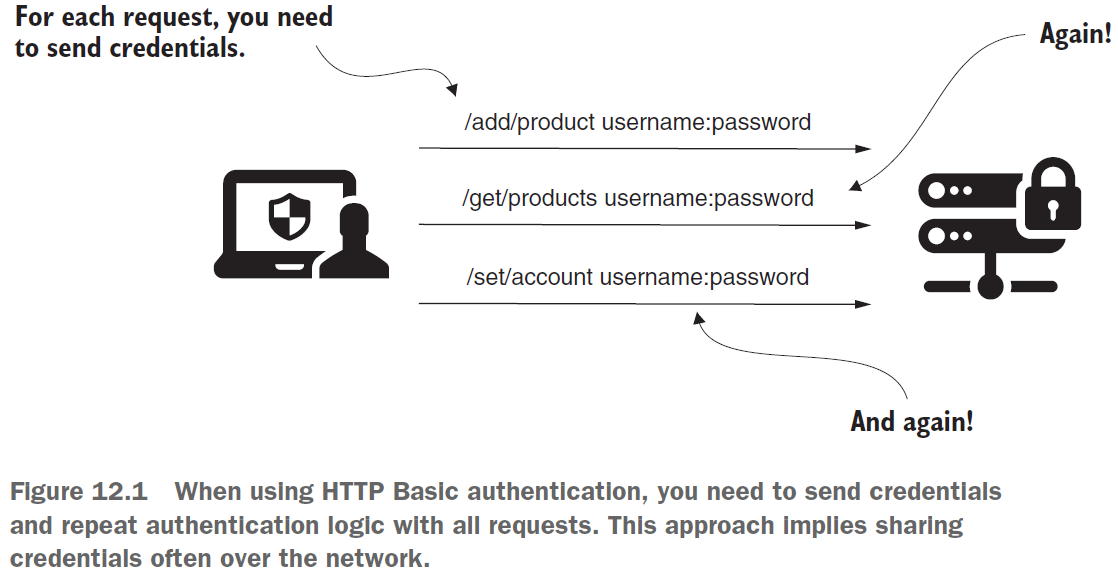 For each request, you need
to send credentials.
Again!
/add/product username:password
/get/products username:password
/set/account username:password
And again!
Figure 12.1 When using HTTP Basic authentication, you need to send credentials
and repeat authentication logic with all requests. This approach implies sharing
credentials often over the network.